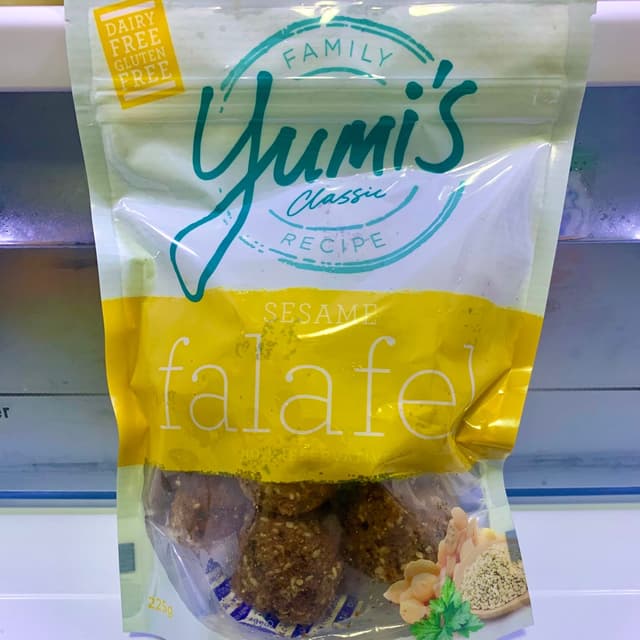 DAIRY
FREE
GLUTEN
FREE
FAMILY
Yumi's
Classic
RECIPE
SESAME
falafel
225g